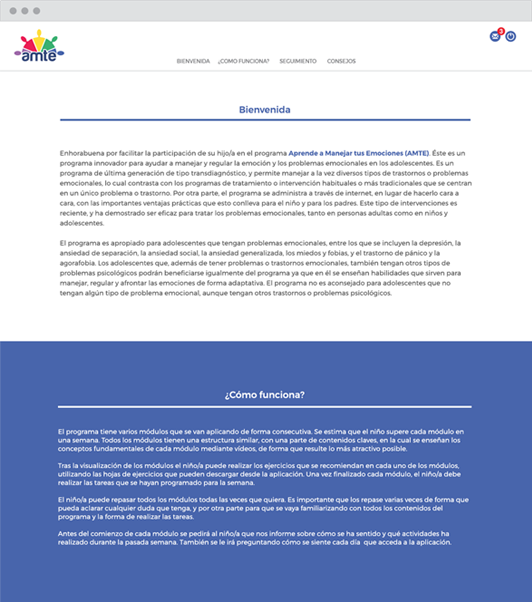 amte
3
BIENVENIDA ¿COMO FUNCIONA? SEGUIMIENTO CONSEJOS
Bienvenida
Enhorabuena por facilitar la participación de su hijo/a en el programa Aprende a Manejar tus Emociones (AMTE). Éste es un
programa innovador para ayudar a manejar y regular la emoción y los problemas emocionales en los adolescentes. Es un
programa de última generación de tipo transdiagnóstico, y permite manejar a la vez diversos tipos de trastornos o problemas
emocionales, lo cual contrasta con los programas de tratamiento o intervención habituales o más tradicionales que se centran
en un único problema o trastorno. Por otra parte, el programa se administra a través de internet, en lugar de hacerlo cara a
cara, con las importantes ventajas prácticas que esto conlleva para el niño y para los padres. Este tipo de intervenciones es
reciente, y ha demostrado ser eficaz para tratar los problemas emocionales, tanto en personas adultas como en niños y
adolescentes.
El programa es apropiado para adolescentes que tengan problemas emocionales, entre los que se incluyen la depresión, la
ansiedad de separación, la ansiedad social, la ansiedad generalizada, los miedos y fobias, y el trastorno de pánico y la
agorafobia. Los adolescentes que, además de tener problemas o trastornos emocionales, también tengan otros tipos de
problemas psicológicos podrán beneficiarse igualmente del programa ya que en él se enseñan habilidades que sirven para
manejar, regular y afrontar las emociones de forma adaptativa. El programa no es aconsejado para adolescentes que no
tengan algún tipo de problema emocional, aunque tengan otros trastornos o problemas psicológicos.
¿Cómo funciona?
El programa tiene varios módulos que se van aplicando de forma consecutiva. Se estima que el niño supere cada módulo en
una semana. Todos los módulos tienen una estructura similar, con una parte de contenidos claves, en la cual se enseñan los
conceptos fundamentales de cada módulo mediante vídeos, de forma que resulte lo más atractivo posible.
Tras la visualización de los módulos el niño/a puede realizar los ejercicios que se recomiendan en cada uno de los módulos,
utilizando las hojas de ejercicios que pueden descargar desde la aplicación. Una vez finalizado cada módulo, el niño/a debe
realizar las tareas que se hayan programado para la semana.
El niño/a puede repasar todos los módulos todas las veces que quiera. Es importante que los repase varias veces de forma que
pueda aclarar cualquier duda que tenga, y por otra parte para que se vaya familiarizando con todos los contenidos del
programa y la forma de realizar las tareas.
Antes del comienzo de cada módulo se pedirá al niño/a que nos informe sobre cómo se ha sentido y qué actividades ha
realizado durante la pasada semana. También se le irá preguntando cómo se siente cada día que acceda a la aplicación.